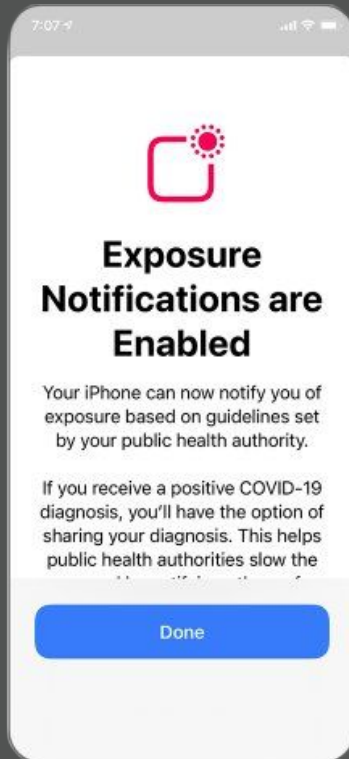 7:07
Exposure
Notifications are
Enabled
Your iPhone can now notify you of
exposure based on guidelines set
by your public health authority.
If you receive a positive COVID-19
diagnosis, you'll have the option of
sharing your diagnosis. This helps
public health authorities slow the
Done